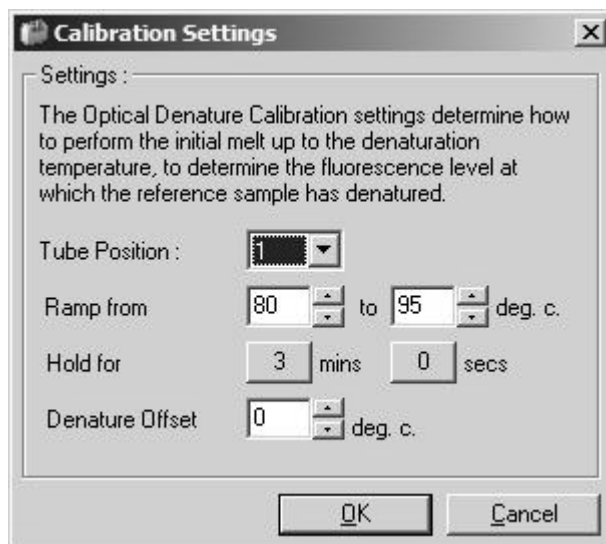 Calibration Settings
Settings :
The Optical Denature Calibration settings determine how
to perform the initial melt up to the denaturation
temperature, to determine the fluorescence level at
which the reference sample has denatured.
Tube Position : 1
Ramp from 80 to 95 deg. c.
Hold for 3 mins 0 secs
Denature Offset 0 deg. c.
OK Cancel